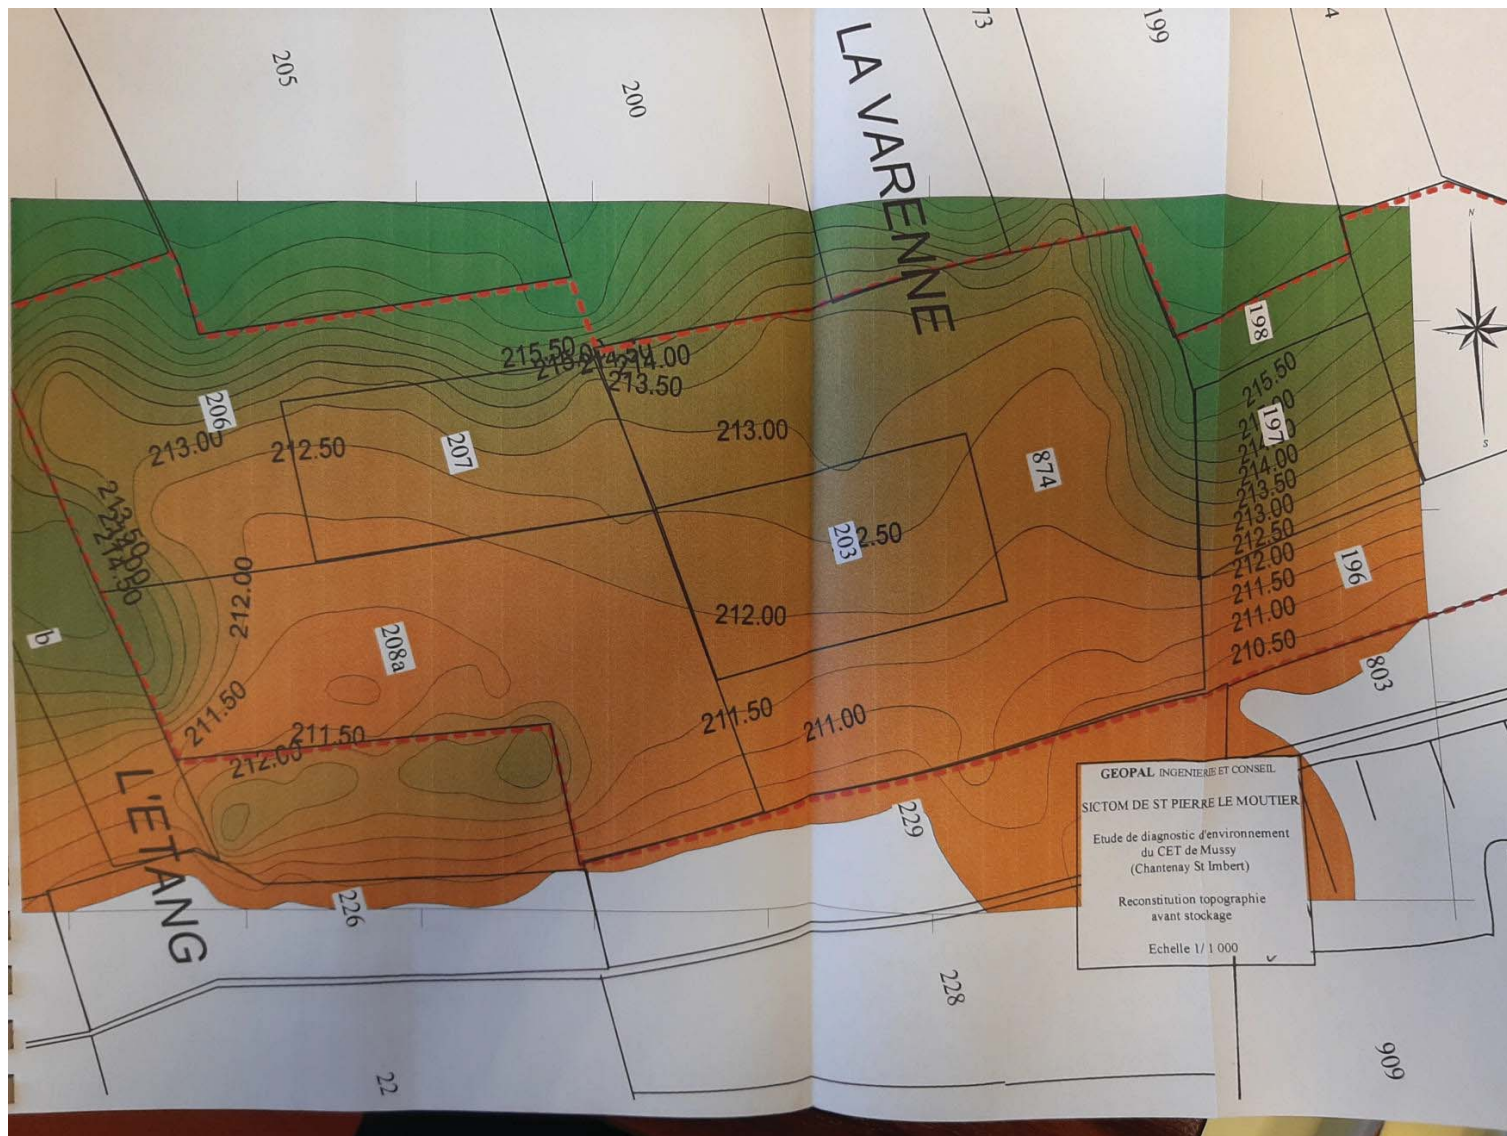 205
200
LA VARENNE
73
199
4
N
S
198
215.50
214.00
213.50
215.50
206
213.00
212.50
207
213.00
874
197
214.00
213.50
213.00
212.50
212.00
211.50
211.00
210.50
196
203
2.50
212.00
212.00
b
208a
211.50
211.50
212.00
211.50
211.00
803
L'ETANG
229
226
228
22
909
GEOPAL INGENIERIE ET CONSEIL
SICTOM DE ST PIERRE LE MOUTIER
Etude de diagnostic d'environnement
du CET de Mussy
(Chantenay St Imbert)
Reconstitution topographie
avant stockage
Echelle 1/ 1 000